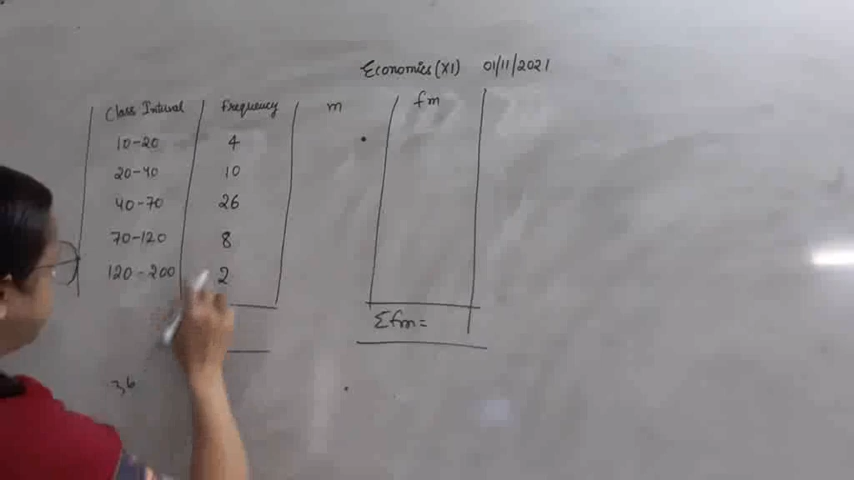 Economics (XI) 01/11/2021
Class Interval Frequency m fm
10-20 4
20-40 10
40-70 26
70-120 8
120-200 2
Σfm=